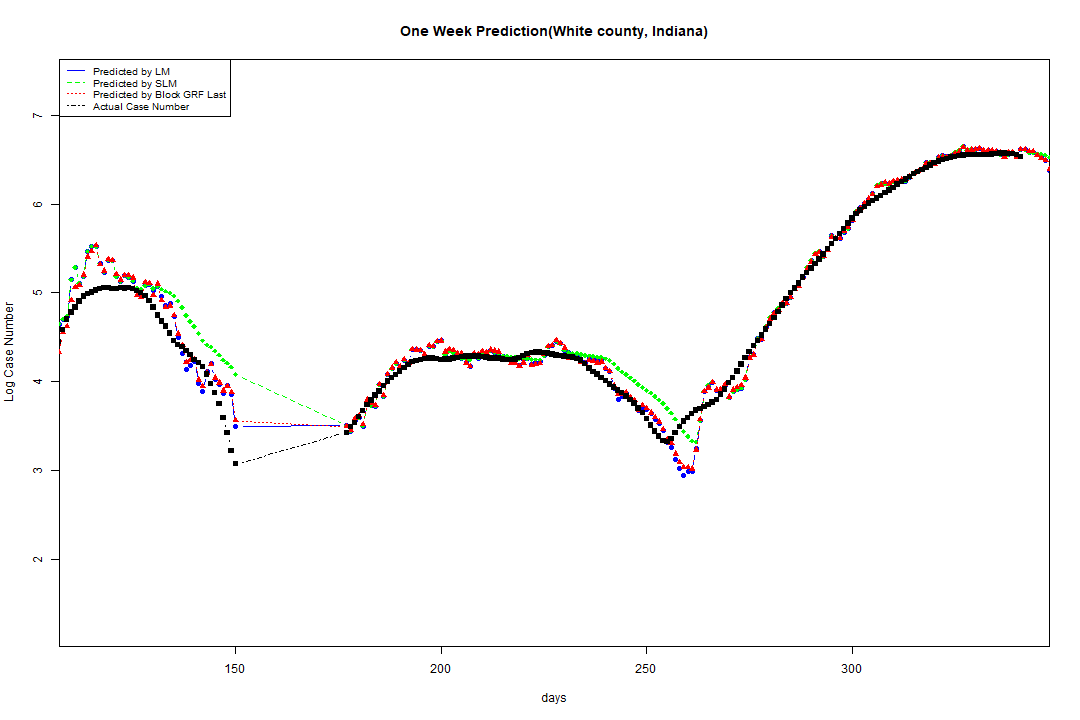 One Week Prediction(White county, Indiana)
Predicted by LM
Predicted by SLM
Predicted by Block GRF Last
Actual Case Number
7
6
5
4
3
2
Log Case Number
150 200 250 300
days